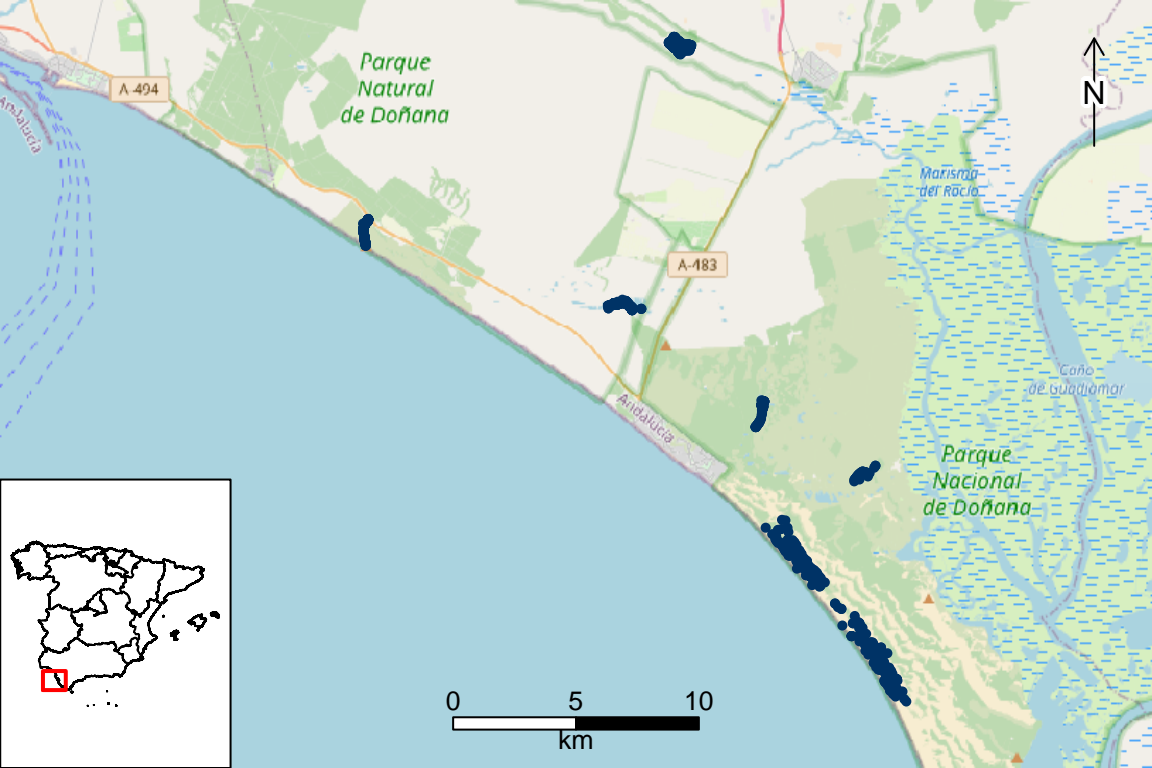 Parque
Natural
de Doñana
A-494
Andalucía
N
Marisma
del Rocío
A-483
Caño
de Guadiamar
Andalucía
Parque
Nacional
de Doñana
0 5 10
km